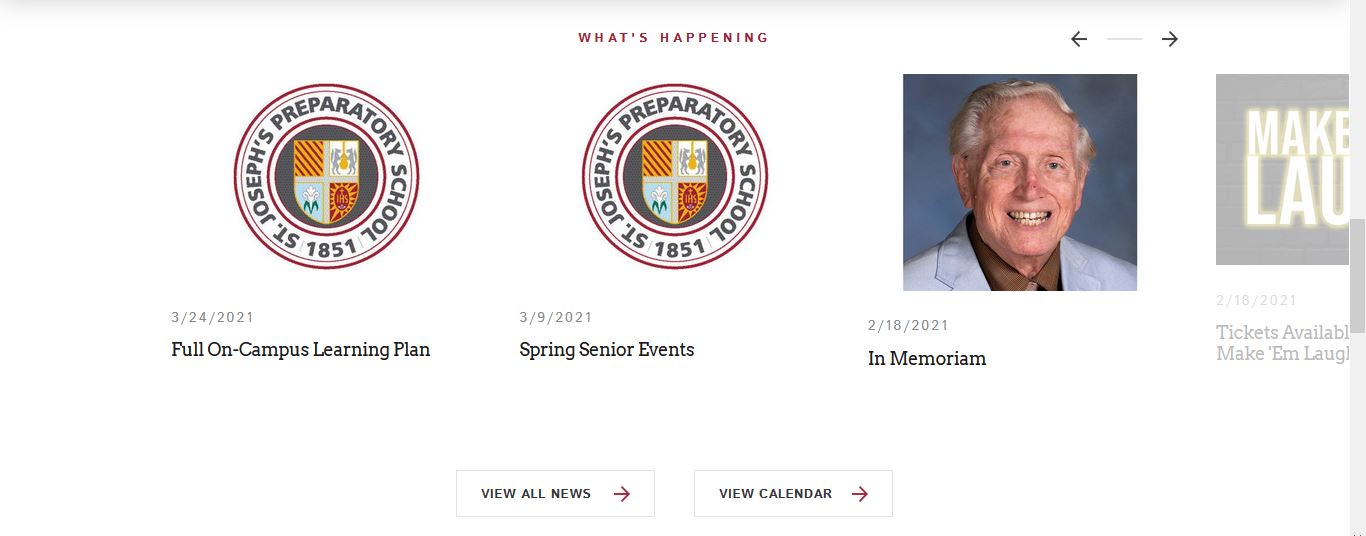 WHAT'S HAPPENING
ST. JOSEPH'S PREPARATORY SCHOOL
1851
IHS
3/24/2021
Full On-Campus Learning Plan
ST. JOSEPH'S PREPARATORY SCHOOL
1851
IHS
3/9/2021
Spring Senior Events
2/18/2021
In Memoriam
MAKE
LAU
2/18/2021
Tickets Availabl
Make 'Em Laugh
VIEW ALL NEWS
VIEW CALENDAR